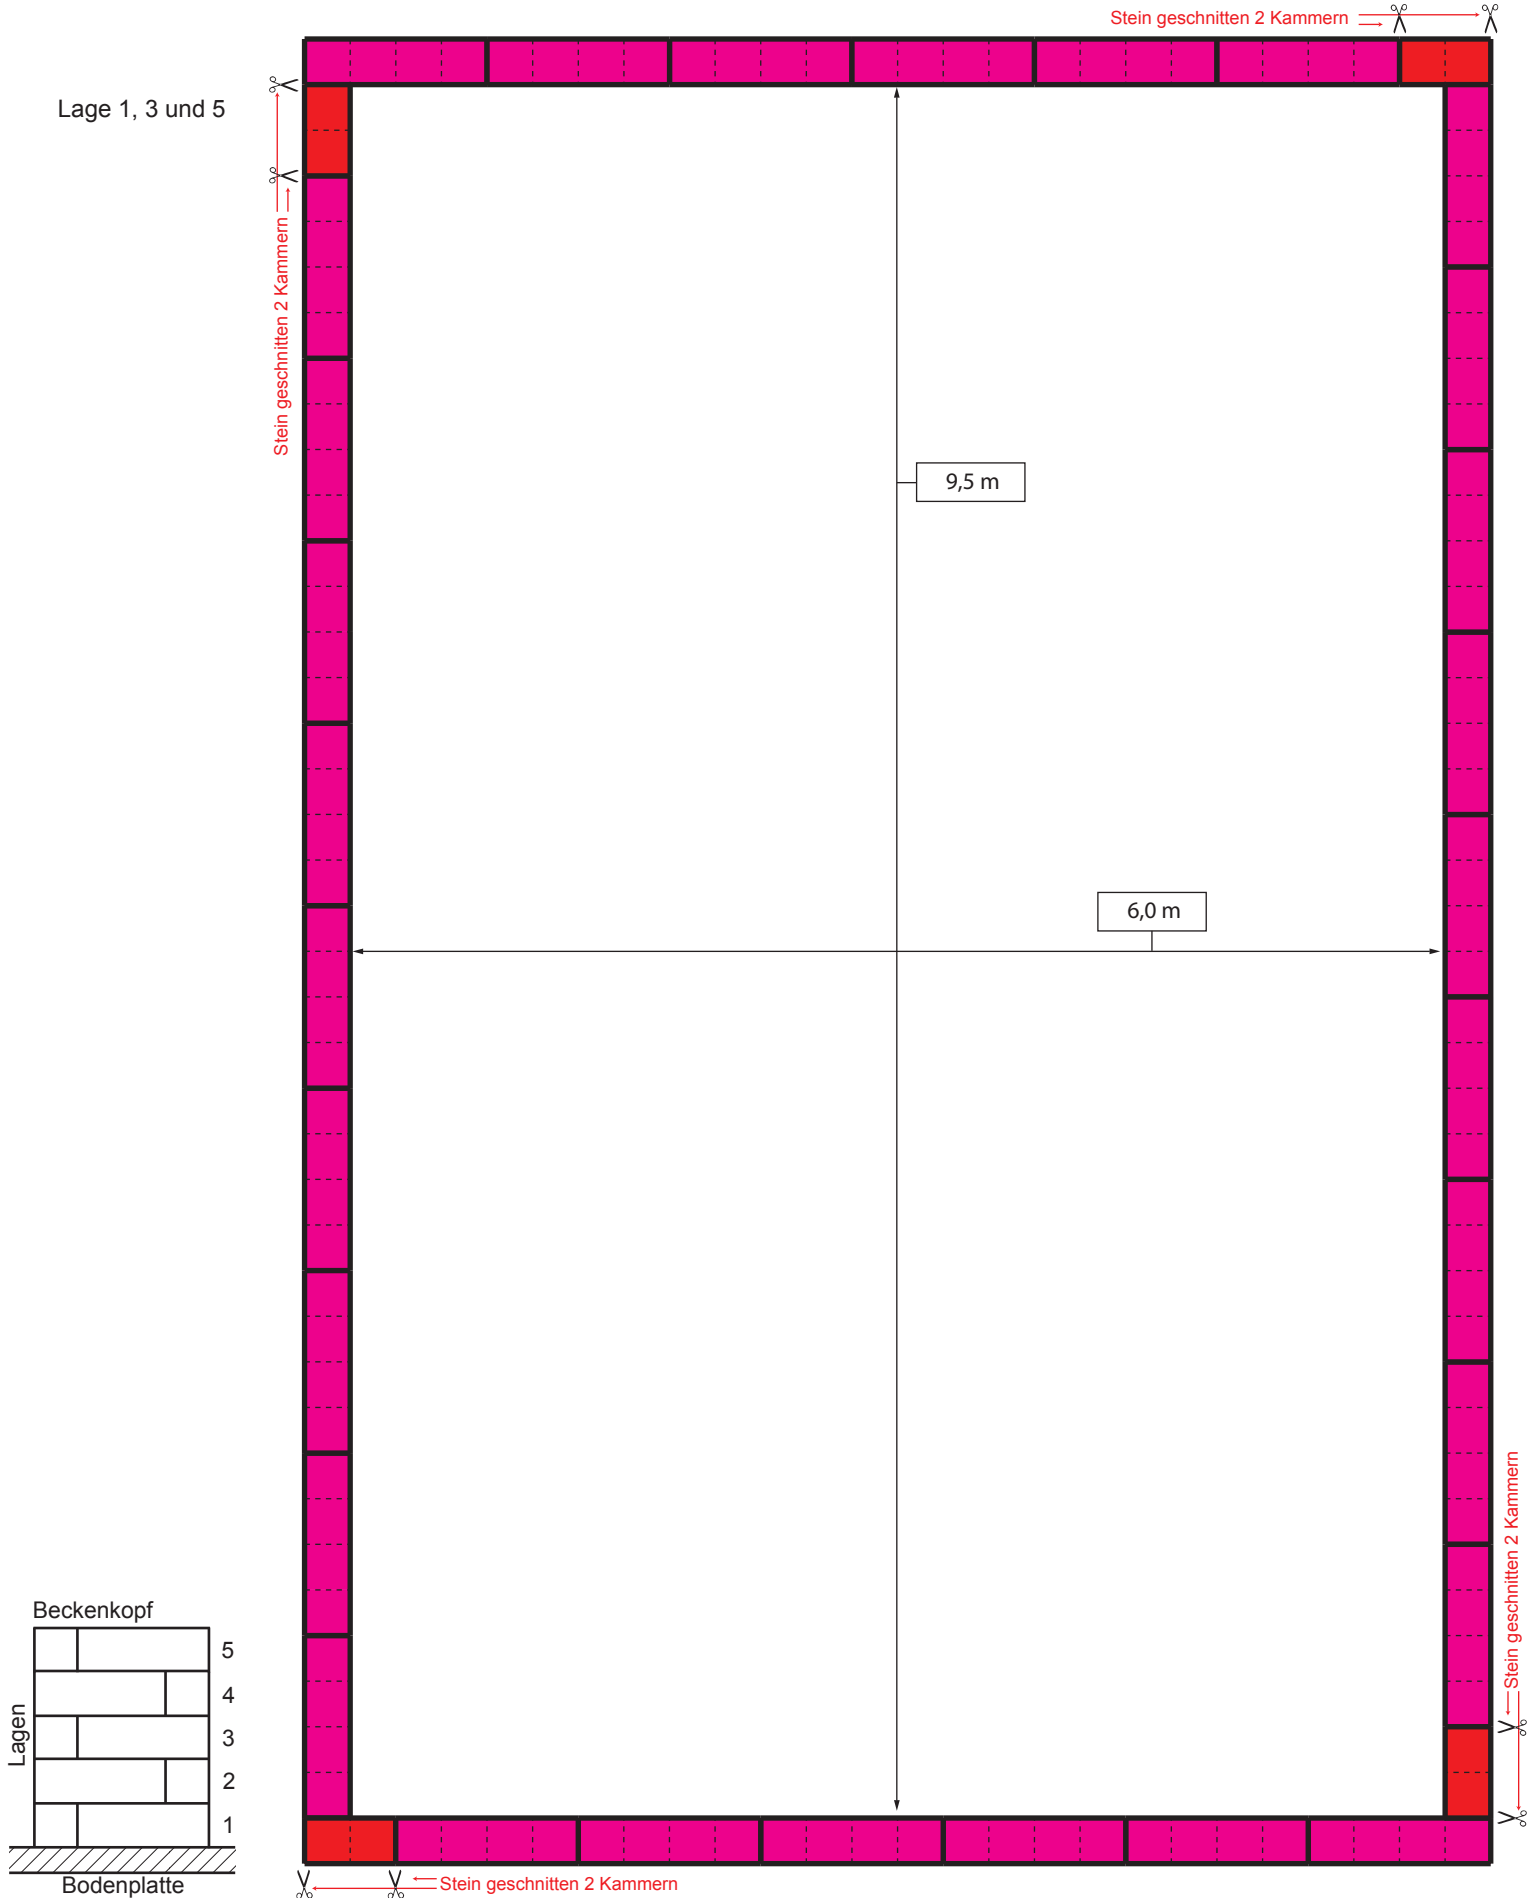 Stein geschnitten 2 Kammern
Lage 1, 3 und 5
Stein geschnitten 2 Kammern
9,5 m
6,0 m
Stein geschnitten 2 Kammern
Beckenkopf
5
4
3
2
1
Lagen
Bodenplatte
Stein geschnitten 2 Kammern